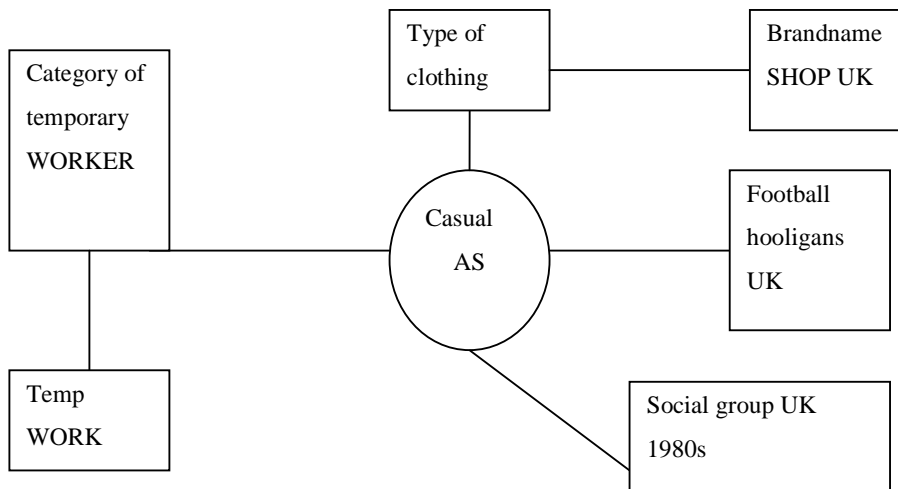 Category of
temporary
WORKER
Type of
clothing
Brandname
SHOP UK
Casual
AS
Football
hooligans
UK
Temp
WORK
Social group UK
1980s